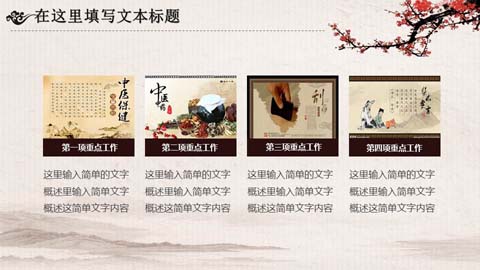 在这里填写文本标题
中医保健
中医药
刮
第一项重点工作
第二项重点工作
第三项重点工作
第四项重点工作
这里输入简单的文字
概述里输入简单文字
概述这简单文字内容
这里输入简单的文字
概述里输入简单文字
概述这简单文字内容
这里输入简单的文字
概述里输入简单文字
概述这简单文字内容
这里输入简单的文字
概述里输入简单文字
概述这简单文字内容